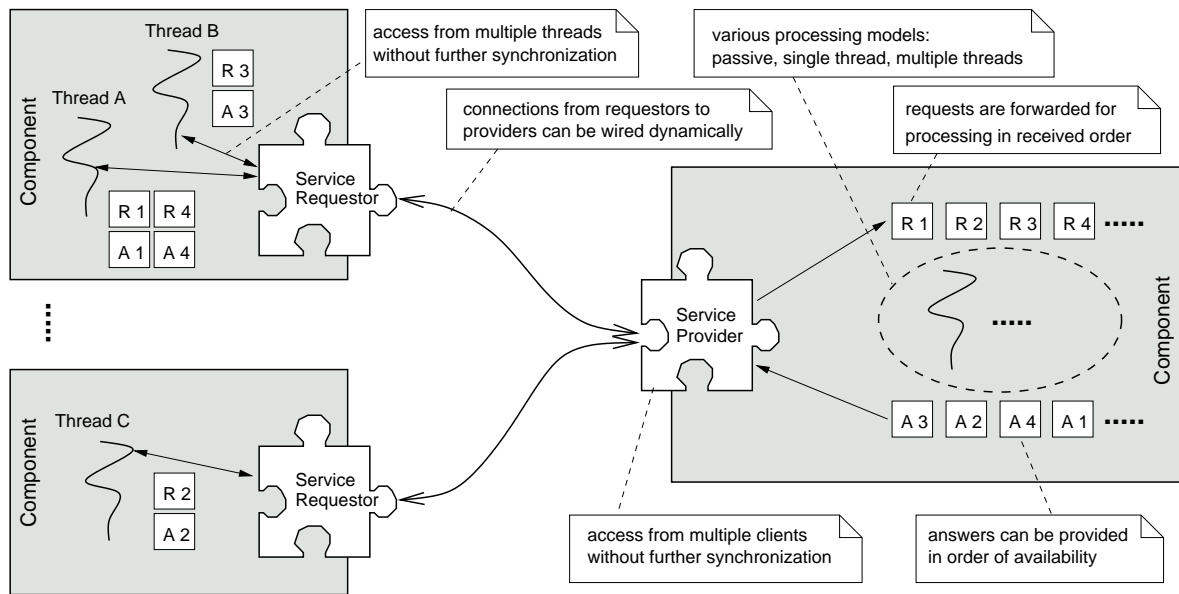 Thread B
access from multiple threads
without further synchronization
various processing models:
passive, single thread, multiple threads
R 3
A 3
Thread A
Component
connections from requestors to
providers can be wired dynamically
requests are forwarded for
processing in received order
Service
Requestor
R 1 R 4
A 1 A 4
R 1 R 2 R 3 R 4 .....
.....
Service
Provider
.....
Component
A 3 A 2 A 4 A 1 .....
Thread C
Component
Service
Requestor
R 2
A 2
access from multiple clients
without further synchronization
answers can be provided
in order of availability